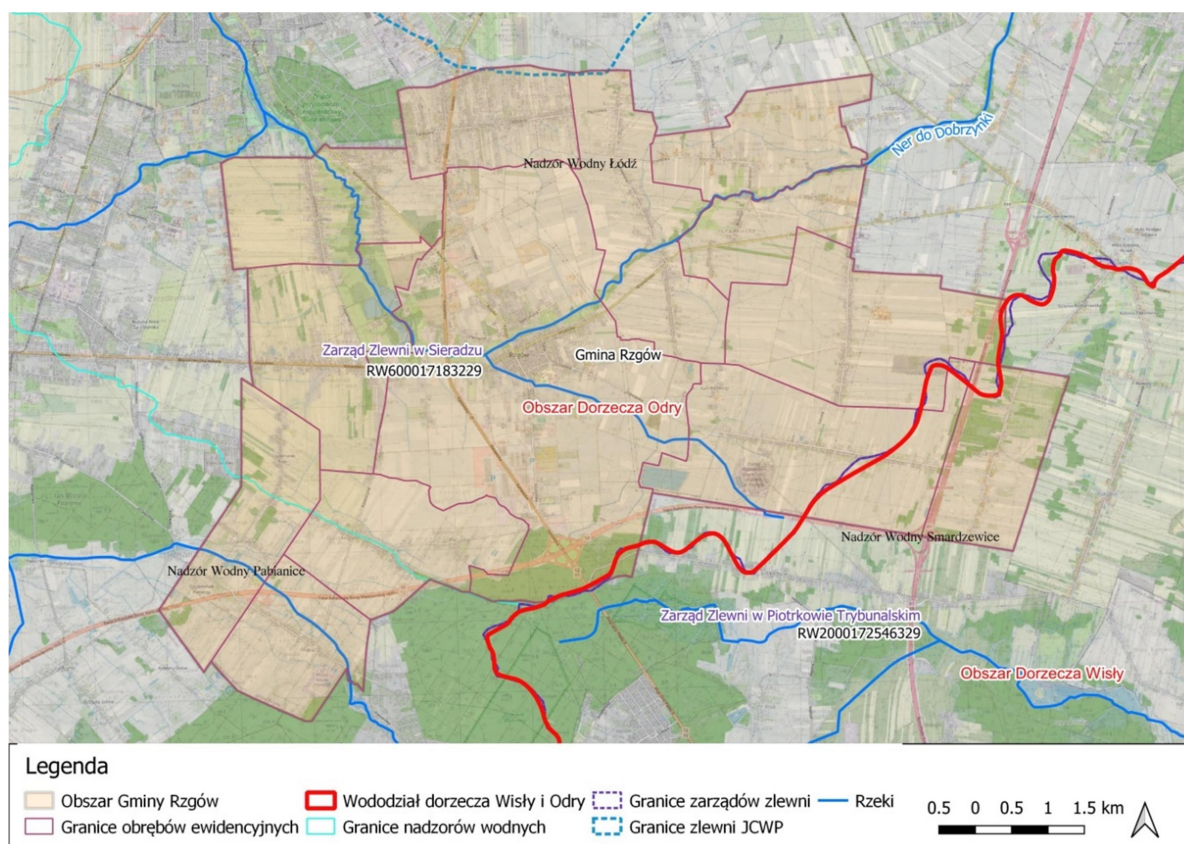 Ner do Dobrzynki
Nadzór Wodny Łódź
Zarząd Zlewni w Sieradzu
RW600017183229
Gmina Rzgów
Obszar Dorzecza Odry
Nadzór Wodny Smardzewice
Nadzór Wodny Pabianice
Zarząd Zlewni w Piotrkowie Trybunalskim
RW2000172546329
Obszar Dorzecza Wisły
Legenda
Obszar Gminy Rzgów
Wododział dorzecza Wisły i Odry
Granice zarządów zlewni
Rzeki
Granice obrębów ewidencyjnych
Granice nadzorów wodnych
Granice zlewni JCWP
0.5 0 0.5 1 1.5 km